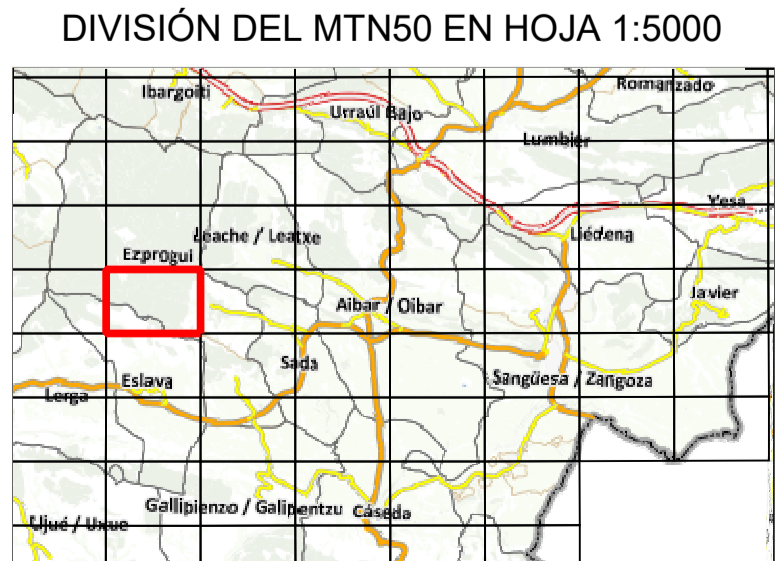 DIVISIÓN DEL MTN50 EN HOJA 1:5000
Ibargoiti
Romanzado
Urraúl Bajo
Lumbier
Yesa
Leache / Leatxe
Liédena
Ezprogui
Javier
Aibar / Oibar
Sada
Eslava
Sangüesa / Zangoza
Lerga
Gallipienzo / Galipentzu
Cáseda
Ujué / Uxue